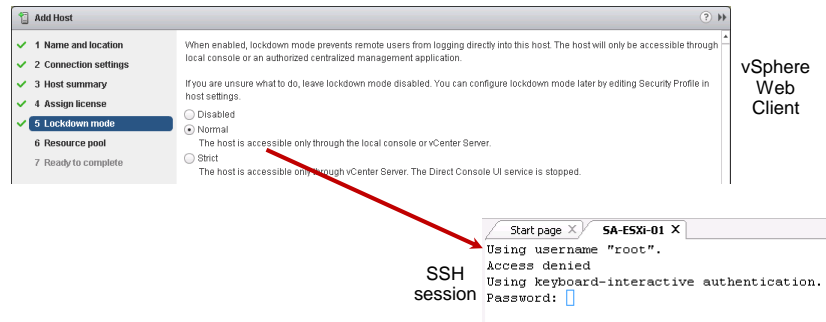 Add Host
1 Name and location
2 Connection settings
3 Host summary
4 Assign license
5 Lockdown mode
6 Resource pool
7 Ready to complete
When enabled, lockdown mode prevents remote users from logging directly into this host. The host will only be accessible through
local console or an authorized centralized management application.
If you are unsure what to do, leave lockdown mode disabled. You can configure lockdown mode later by editing Security Profile in
host settings.
Disabled
Normal
The host is accessible only through the local console or vCenter Server.
Strict
The host is accessible only through vCenter Server. The Direct Console UI service is stopped.
vSphere
Web
Client
SSH
session
Start page X SA-ESXi-01 X
Using username "root".
Access denied
Using keyboard-interactive authentication.
Password: